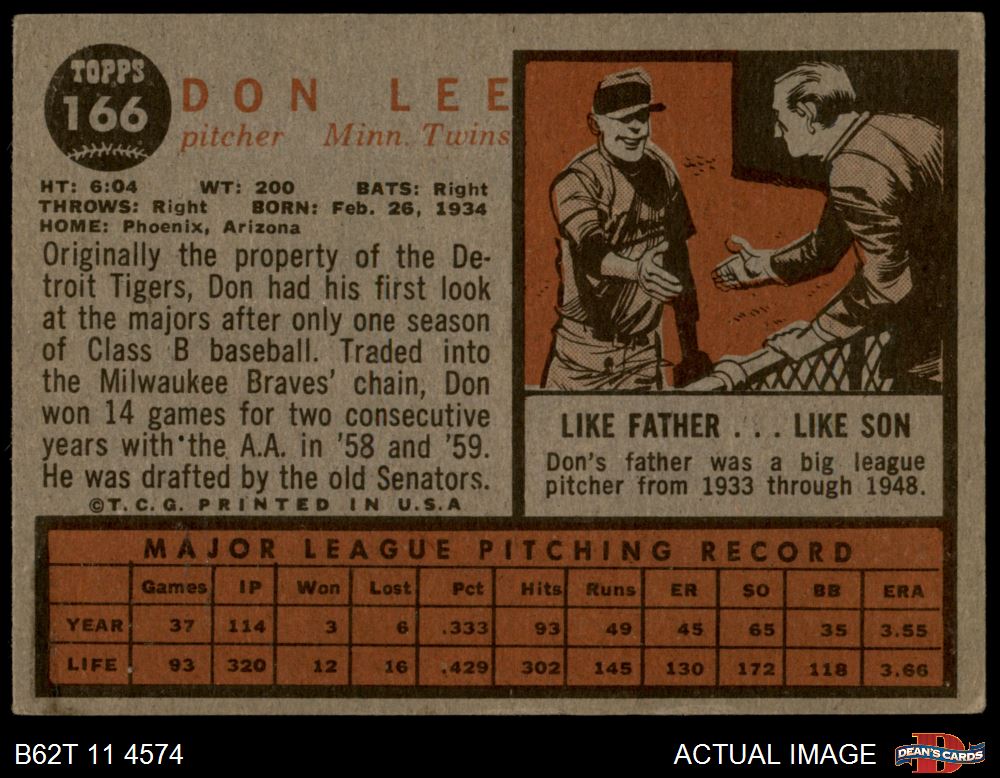 TOPPS
166
DON LEE
pitcher Minn. Twins
HT: 6:04 WT: 200 BATS: Right
THROWS: Right BORN: Feb. 26, 1934
HOME: Phoenix, Arizona
Originally the property of the De-
troit Tigers, Don had his first look
at the majors after only one season
of Class B baseball. Traded into
the Milwaukee Braves' chain, Don
won 14 games for two consecutive
years with the A.A. in '58 and '59.
He was drafted by the old Senators.
©T.C.G. PRINTED IN U.S.A
LIKE FATHER . . . LIKE SON
Don's father was a big league
pitcher from 1933 through 1948.
MAJOR LEAGUE PITCHING RECORD
Games IP Won Lost Pct Hits Runs ER SO BB ERA
YEAR 37 114 3 6 .333 93 49 45 65 35 3.55
LIFE 93 320 12 16 .429 302 145 130 172 118 3.66
B62T 11 4574
ACTUAL IMAGE
DEAN'S CARDS